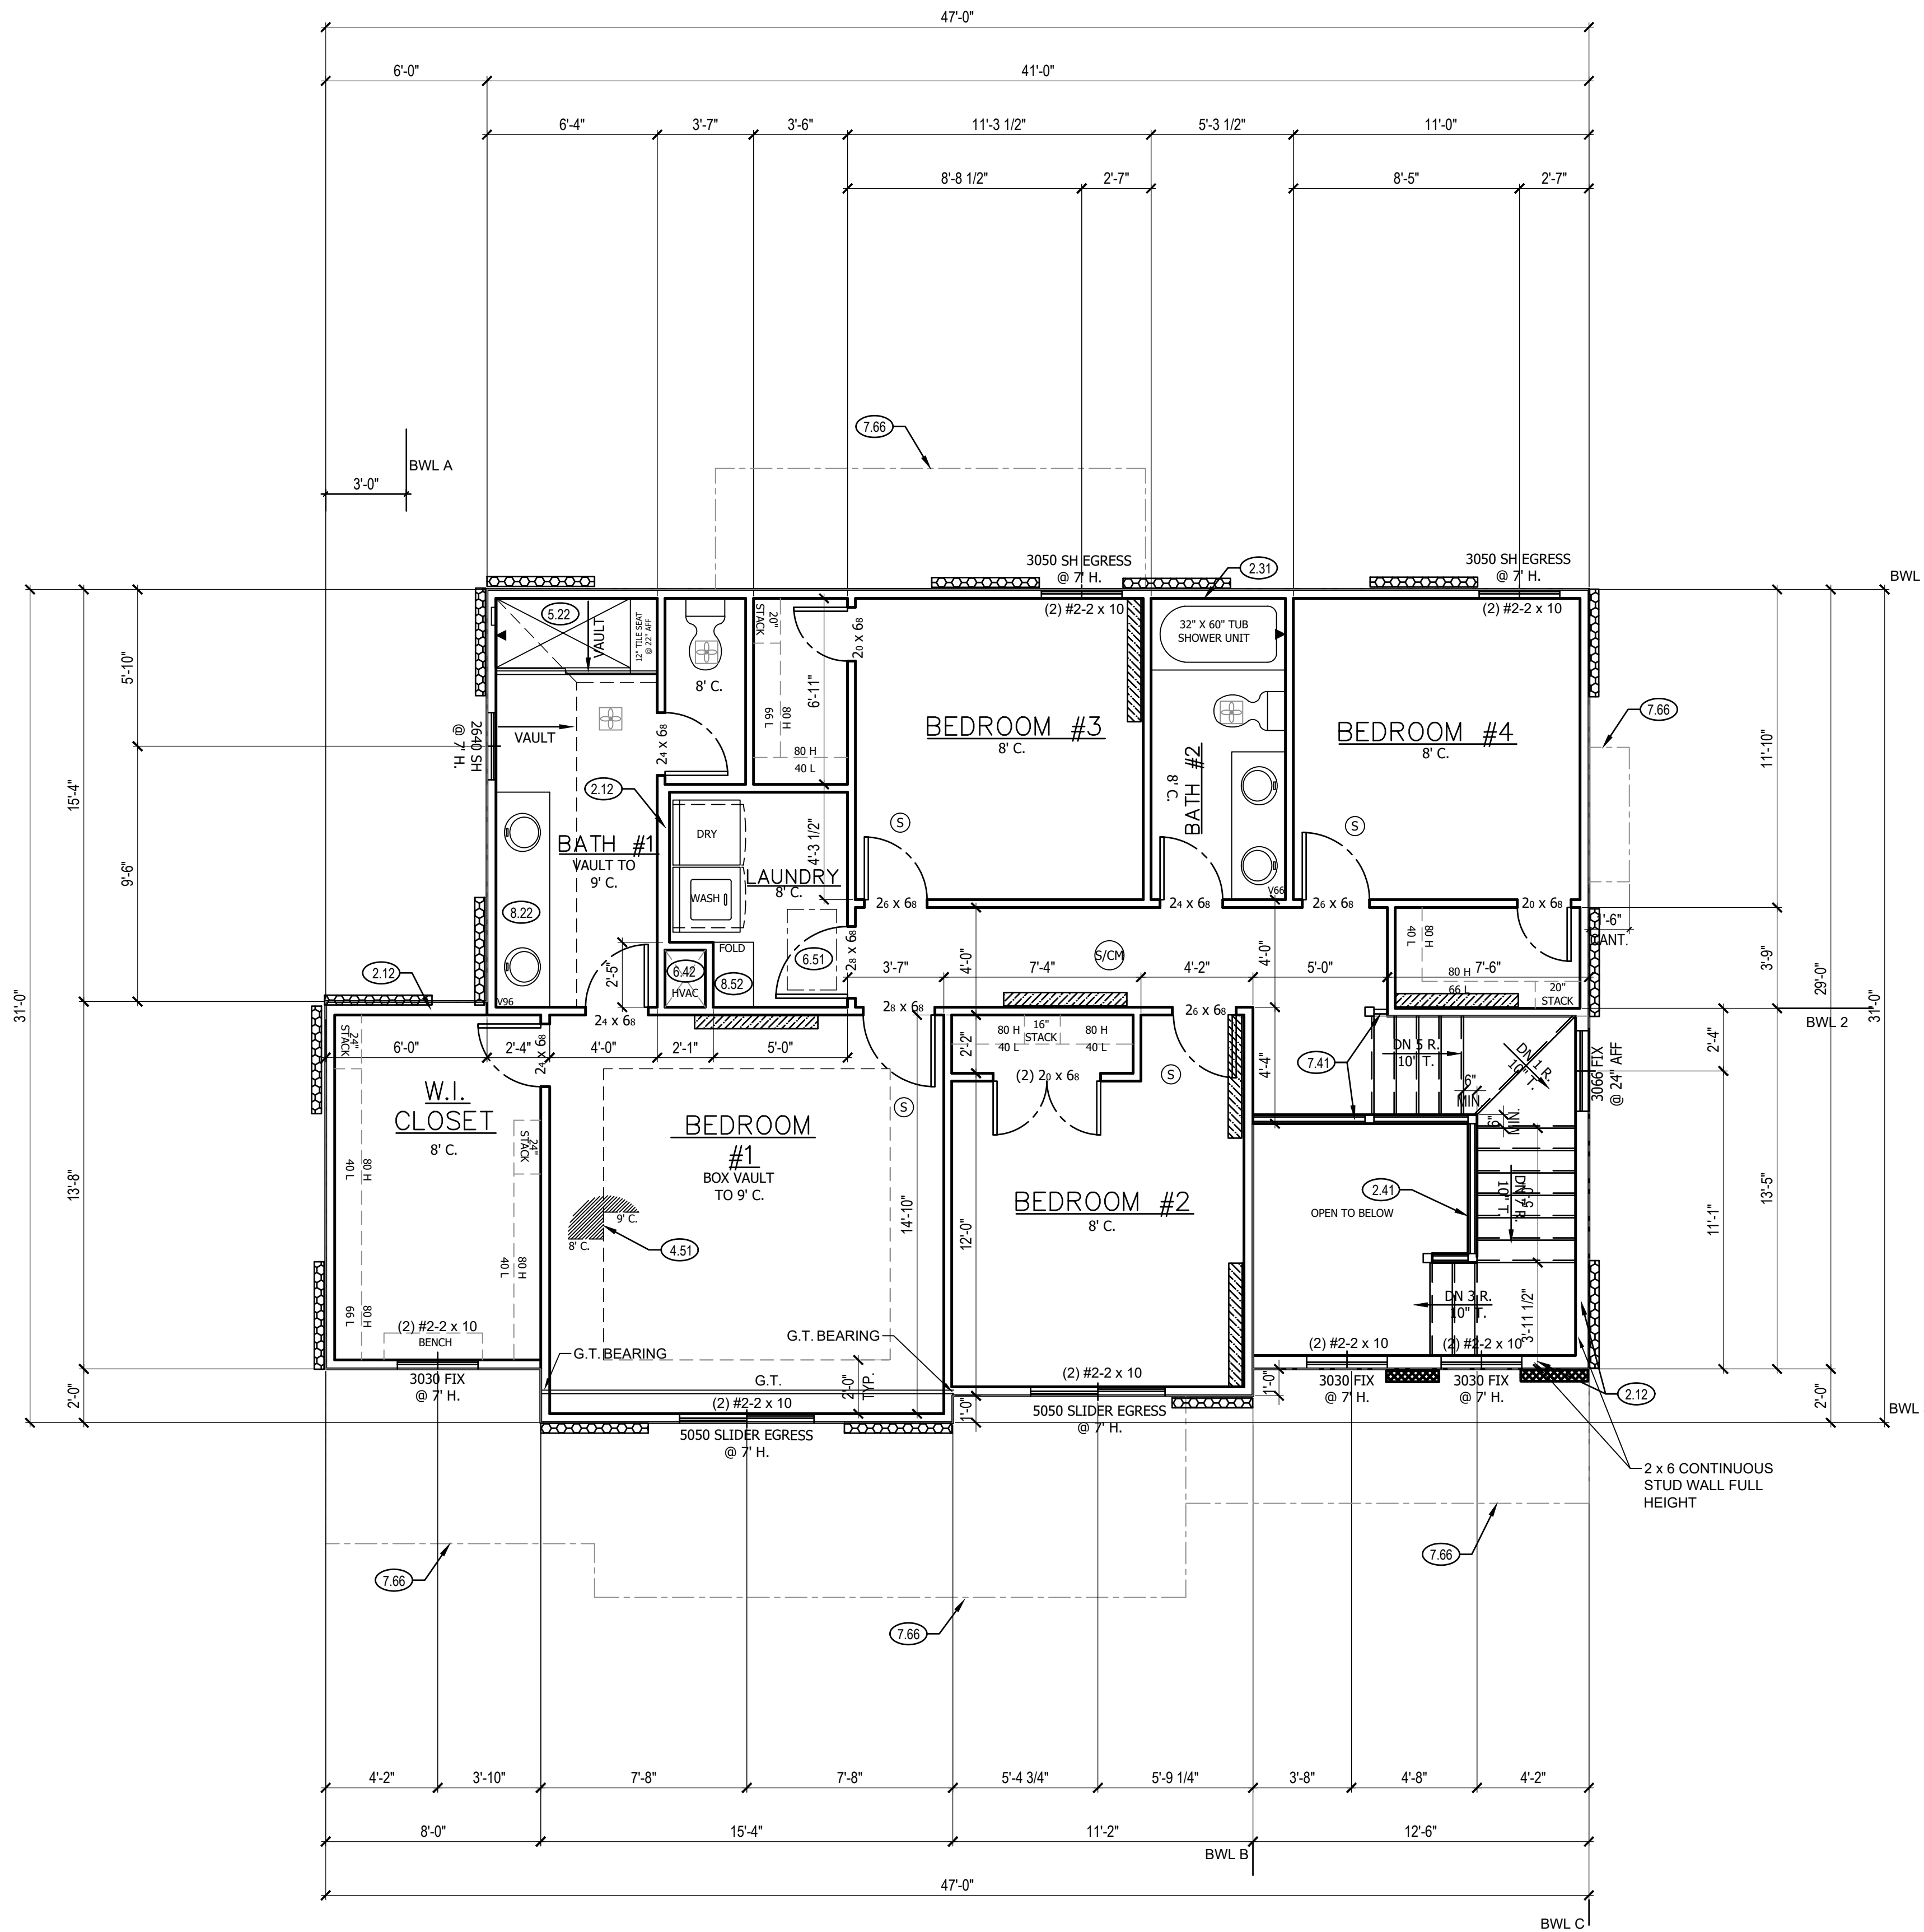 47'-0"
6'-0"
41'-0"
6'-4"
3'-7"
3'-6"
11'-3 1/2"
5'-3 1/2"
11'-0"
8'-8 1/2"
2'-7"
8'-5"
2'-7"
7.66
BWL A
3'-0"
3050 SH EGRESS
@ 7' H.
2.31
3050 SH EGRESS
@ 7' H.
BWL
(2) #2-2 x 10
(2) #2-2 x 10
5.22
VAULT
12" TILE SEAT
@ 22" AFF
20"
STACK
20 x 68
32" X 60" TUB
SHOWER UNIT
5'-10"
8' C.
6'-11"
80 H
66 L
7.66
2640 SH
@ 7' H.
VAULT
24 x 68
BEDROOM #3
8' C.
BEDROOM #4
8' C.
80 H
40 L
11'-10"
BATH #2
8' C.
15'-4"
2.12
9'-6"
DRY
S
S
BATH #1
VAULT TO
9' C.
4'-3 1/2"
LAUNDRY
8' C.
WASH
V66
8.22
26 x 68
24 x 68
26 x 68
20 x 68
'-6"
CANT.
80 H
40 L
FOLD
28 x 68
S/CM
6.51
6.42
HVAC
8.52
2'-5"
3'-7"
4'-0"
7'-4"
4'-2"
4'-0"
5'-0"
7'-6"
3'-9"
29'-0"
31'-0"
31'-0"
2.12
80 H
66 L
20"
STACK
V96
24 x 68
28 x 68
26 x 68
BWL 2
24"
STACK
6'-0"
2'-4"
24 x 68
4'-0"
2'-1"
5'-0"
2'-2"
80 H
40 L
16"
STACK
80 H
40 L
4'-4"
7.41
DN 5 R.
10" T.
DN 1 R.
10" T.
3066 FIX
@ 24" AFF
2'-4"
(2) 20 x 68
S
S
6"
MIN
6"
MIN
W.I.
CLOSET
8' C.
24"
STACK
BEDROOM
#1
BOX VAULT
TO 9' C.
80 H
40 L
13'-8"
14'-10"
12'-0"
BEDROOM #2
8' C.
2.41
OPEN TO BELOW
DN 7 R.
10" T.
11'-1"
13'-5"
9' C.
8' C.
4.51
80 H
40 L
80 H
66 L
DN 3 R.
10" T.
3'-11 1/2"
(2) #2-2 x 10
BENCH
G.T. BEARING
G.T. BEARING
(2) #2-2 x 10
(2) #2-2 x 10
3030 FIX
@ 7' H.
G.T.
2'-0"
TYP.
(2) #2-2 x 10
1'-0"
3030 FIX
@ 7' H.
3030 FIX
@ 7' H.
2.12
2'-0"
2'-0"
(2) #2-2 x 10
1'-0"
5050 SLIDER EGRESS
@ 7' H.
5050 SLIDER EGRESS
@ 7' H.
BWL
2 x 6 CONTINUOUS
STUD WALL FULL
HEIGHT
7.66
7.66
7.66
4'-2"
3'-10"
7'-8"
7'-8"
5'-4 3/4"
5'-9 1/4"
3'-8"
4'-8"
4'-2"
8'-0"
15'-4"
11'-2"
12'-6"
BWL B
47'-0"
BWL C